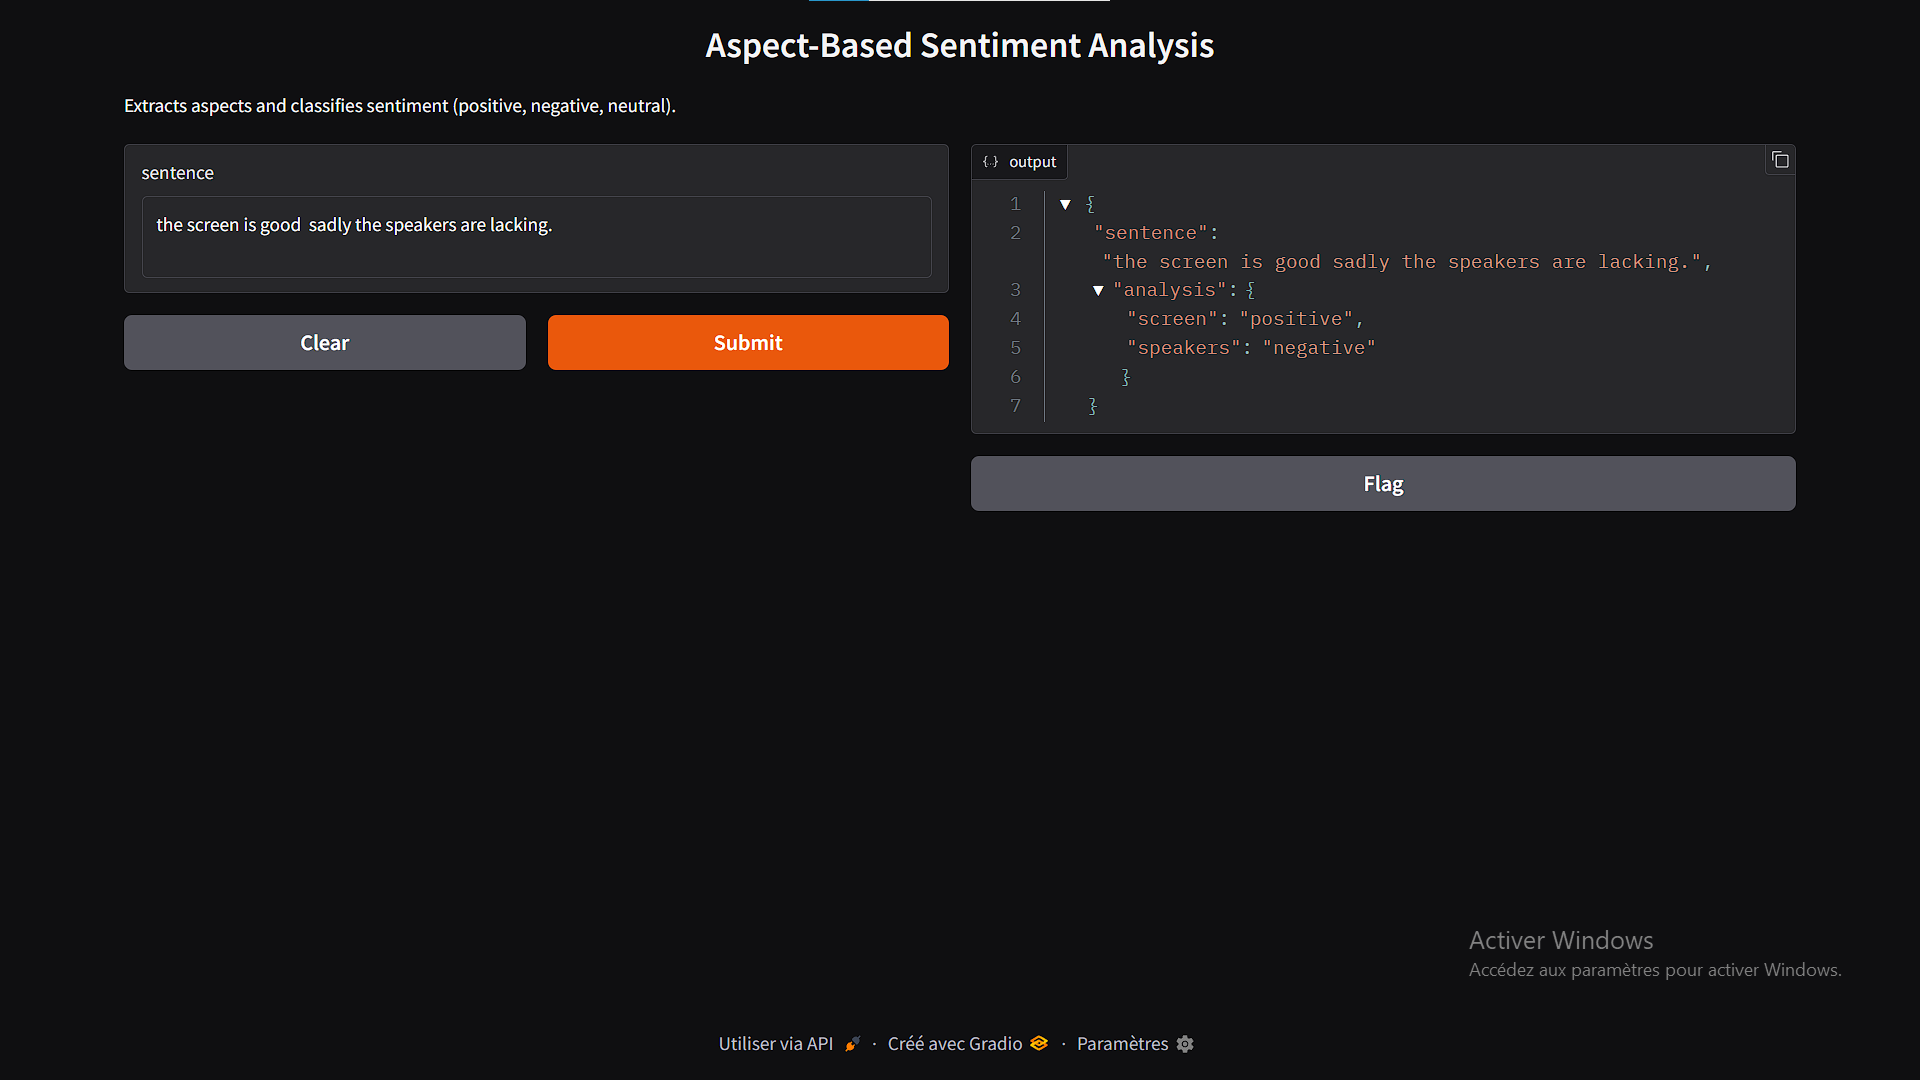 Aspect-Based Sentiment Analysis
Extracts aspects and classifies sentiment (positive, negative, neutral).
sentence
the screen is good  sadly the speakers are lacking.
Clear
Submit
{} output
1 ▼ {
2 "sentence":
"the screen is good sadly the speakers are lacking.",
3 ▼ "analysis": {
4 "screen": "positive",
5 "speakers": "negative"
6 }
7 }
Flag
Activer Windows
Accédez aux paramètres pour activer Windows.
Utiliser via API · Créé avec Gradio · Paramètres